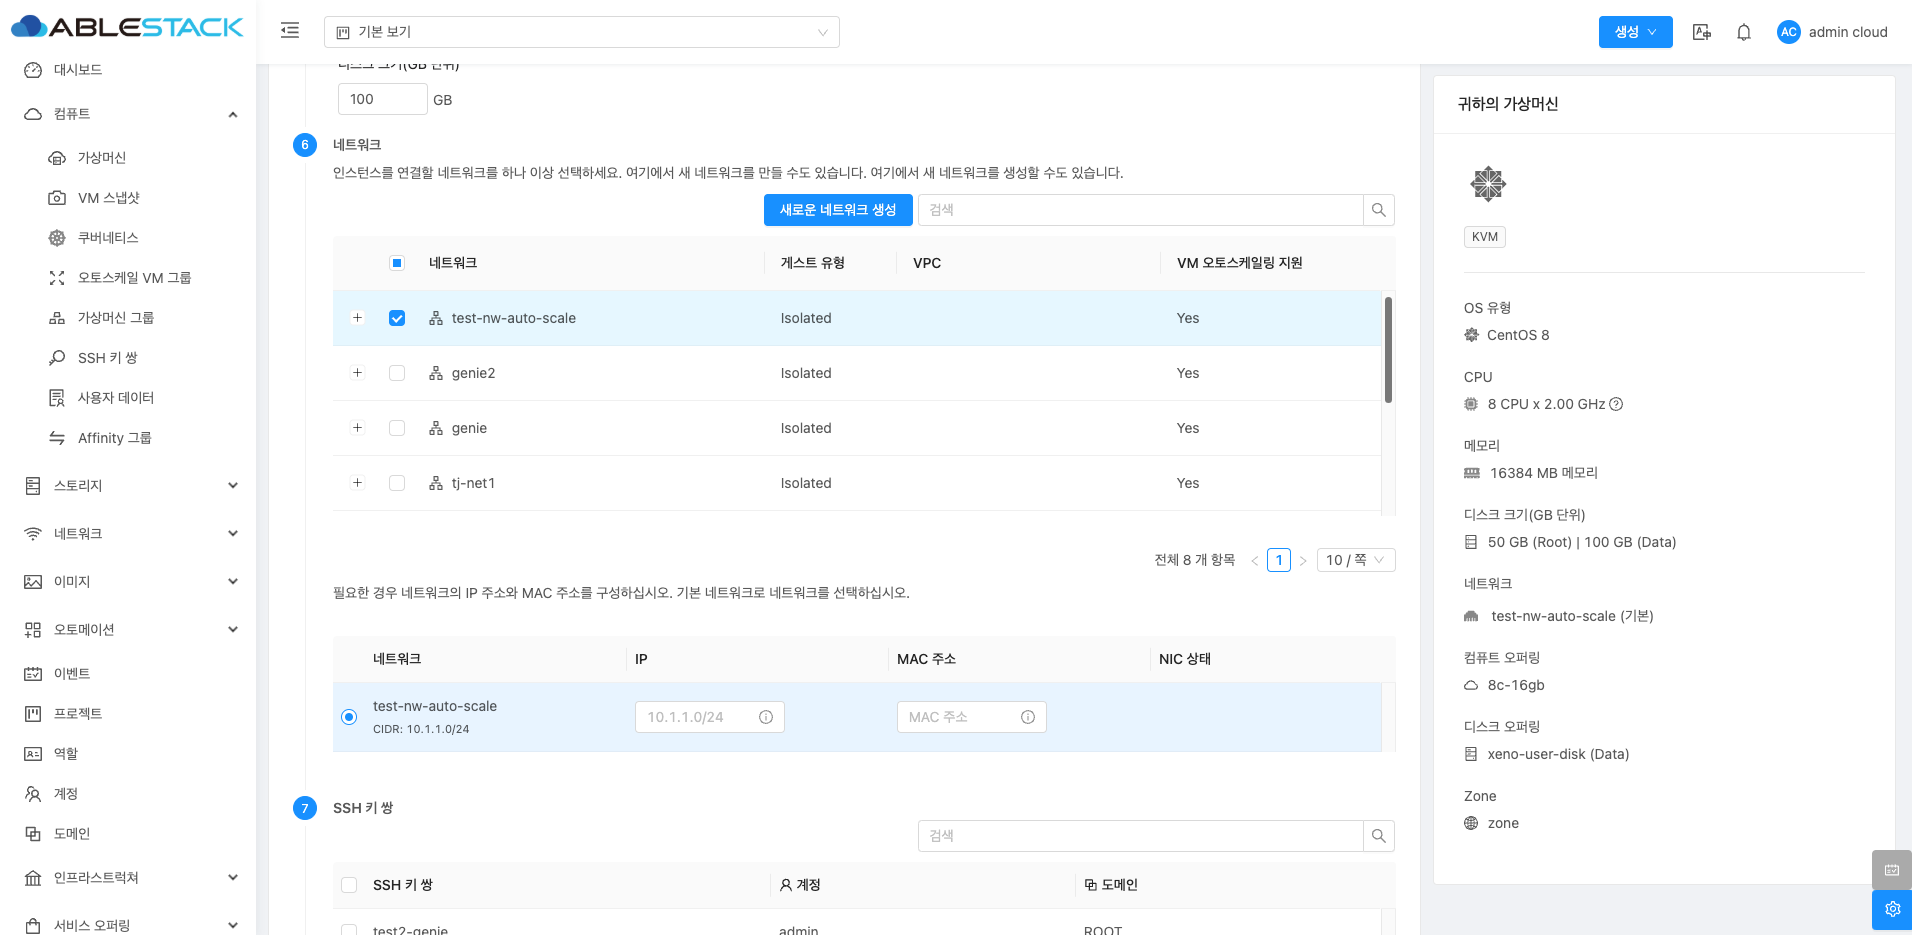 ABLESTACK
기본 보기
생성
AC
admin cloud
대시보드
컴퓨트
가상머신
VM 스냅샷
쿠버네티스
오토스케일 VM 그룹
가상머신 그룹
SSH 키 쌍
사용자 데이터
Affinity 그룹
스토리지
네트워크
이미지
오토메이션
이벤트
프로젝트
역할
계정
도메인
인프라스트럭쳐
서비스 오퍼링
디스크 크기(GB 단위)
100 GB
6 네트워크
인스턴스를 연결할 네트워크를 하나 이상 선택하세요. 여기에서 새 네트워크를 만들 수도 있습니다. 여기에서 새 네트워크를 생성할 수도 있습니다.
새로운 네트워크 생성 검색
네트워크 게스트 유형 VPC VM 오토스케일링 지원
test-nw-auto-scale Isolated Yes
genie2 Isolated Yes
genie Isolated Yes
tj-net1 Isolated Yes
전체 8 개 항목 < 1 > 10 / 쪽
필요한 경우 네트워크의 IP 주소와 MAC 주소를 구성하십시오. 기본 네트워크로 네트워크를 선택하십시오.
네트워크 IP MAC 주소 NIC 상태
test-nw-auto-scale
CIDR: 10.1.1.0/24
10.1.1.0/24 MAC 주소
7 SSH 키 쌍
검색
SSH 키 쌍 계정 도메인
test2-genie admin ROOT
귀하의 가상머신
KVM
OS 유형
CentOS 8
CPU
8 CPU x 2.00 GHz
메모리
16384 MB 메모리
디스크 크기(GB 단위)
50 GB (Root) | 100 GB (Data)
네트워크
test-nw-auto-scale (기본)
컴퓨트 오퍼링
8c-16gb
디스크 오퍼링
xeno-user-disk (Data)
Zone
zone